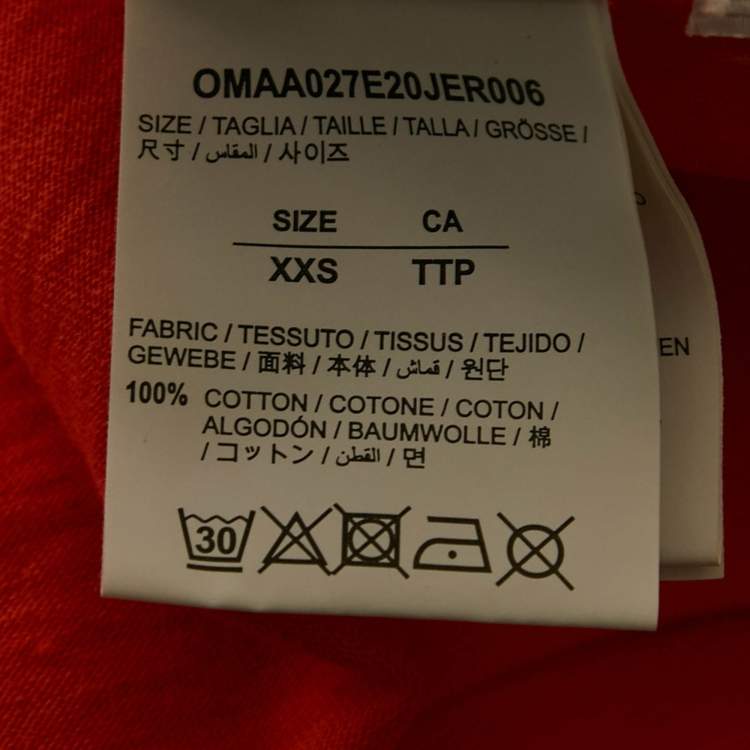 OMAA027E20JER006
SIZE / TAGLIA / TAILLE / TALLA / GRÖSSE /
尺寸 / المقاس / 사이즈
SIZE CA
XXS TTP
FABRIC / TESSUTO / TISSUS / TEJIDO /
GEWEBE / 面料 / 本体 / قماش / 원단
100% COTTON / COTONE / COTON /
ALGODÓN / BAUMWOLLE / 棉
/ コットン / القطن / 면
30
EN